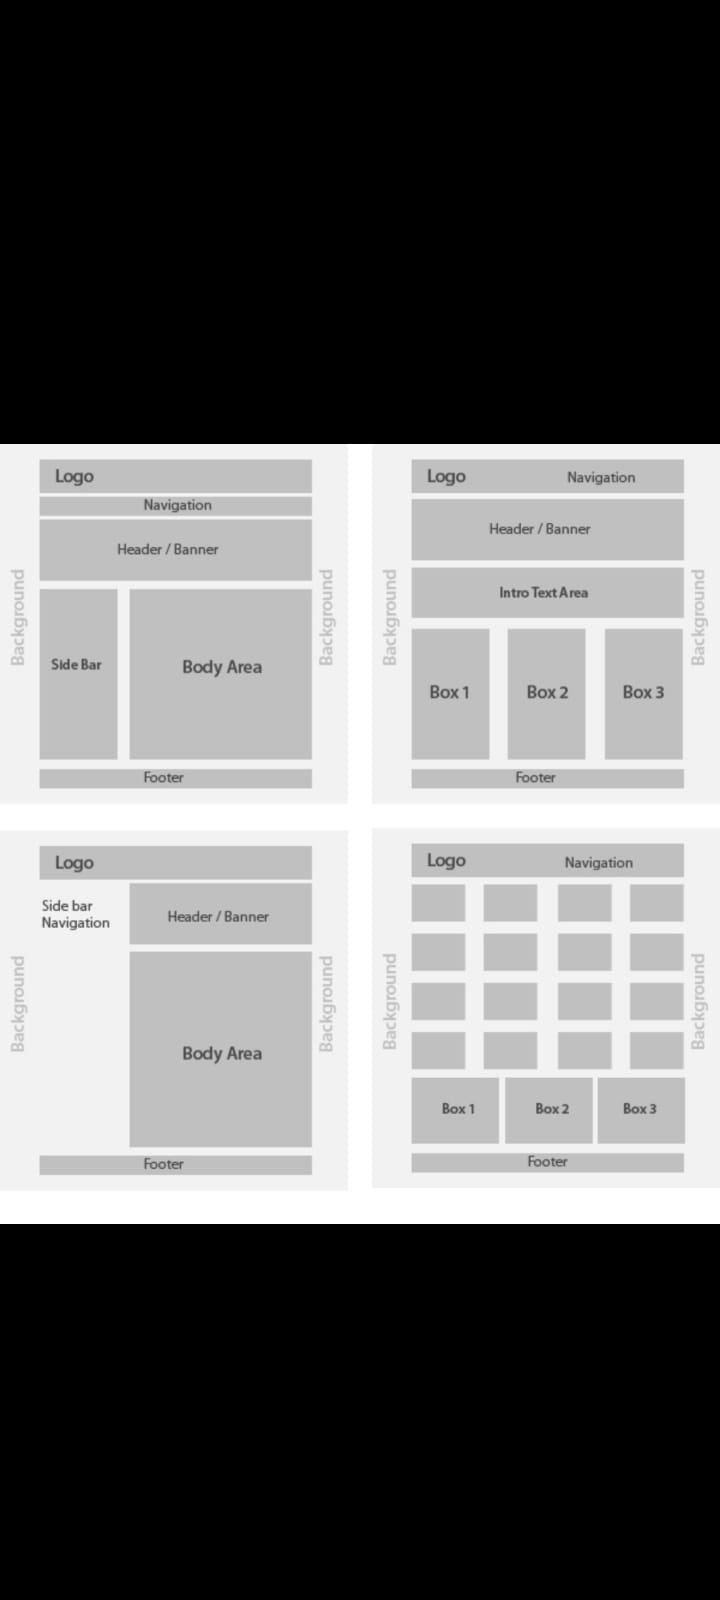 Logo
Navigation
Header / Banner
Side Bar
Body Area
Footer
Background
Background
Logo
Navigation
Header / Banner
Intro Text Area
Box 1
Box 2
Box 3
Footer
Background
Background
Logo
Side bar
Navigation
Header / Banner
Body Area
Footer
Background
Background
Logo
Navigation
Box 1
Box 2
Box 3
Footer
Background
Background